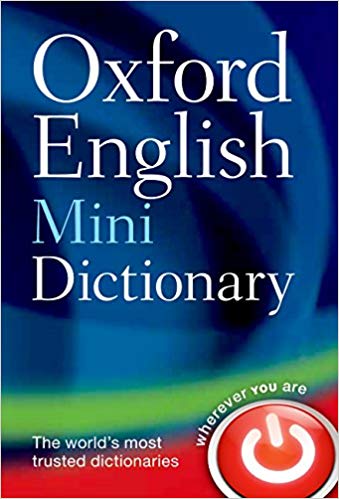 Oxford
English
Mini
Dictionary
wherever YOU are
The world's most
trusted dictionaries